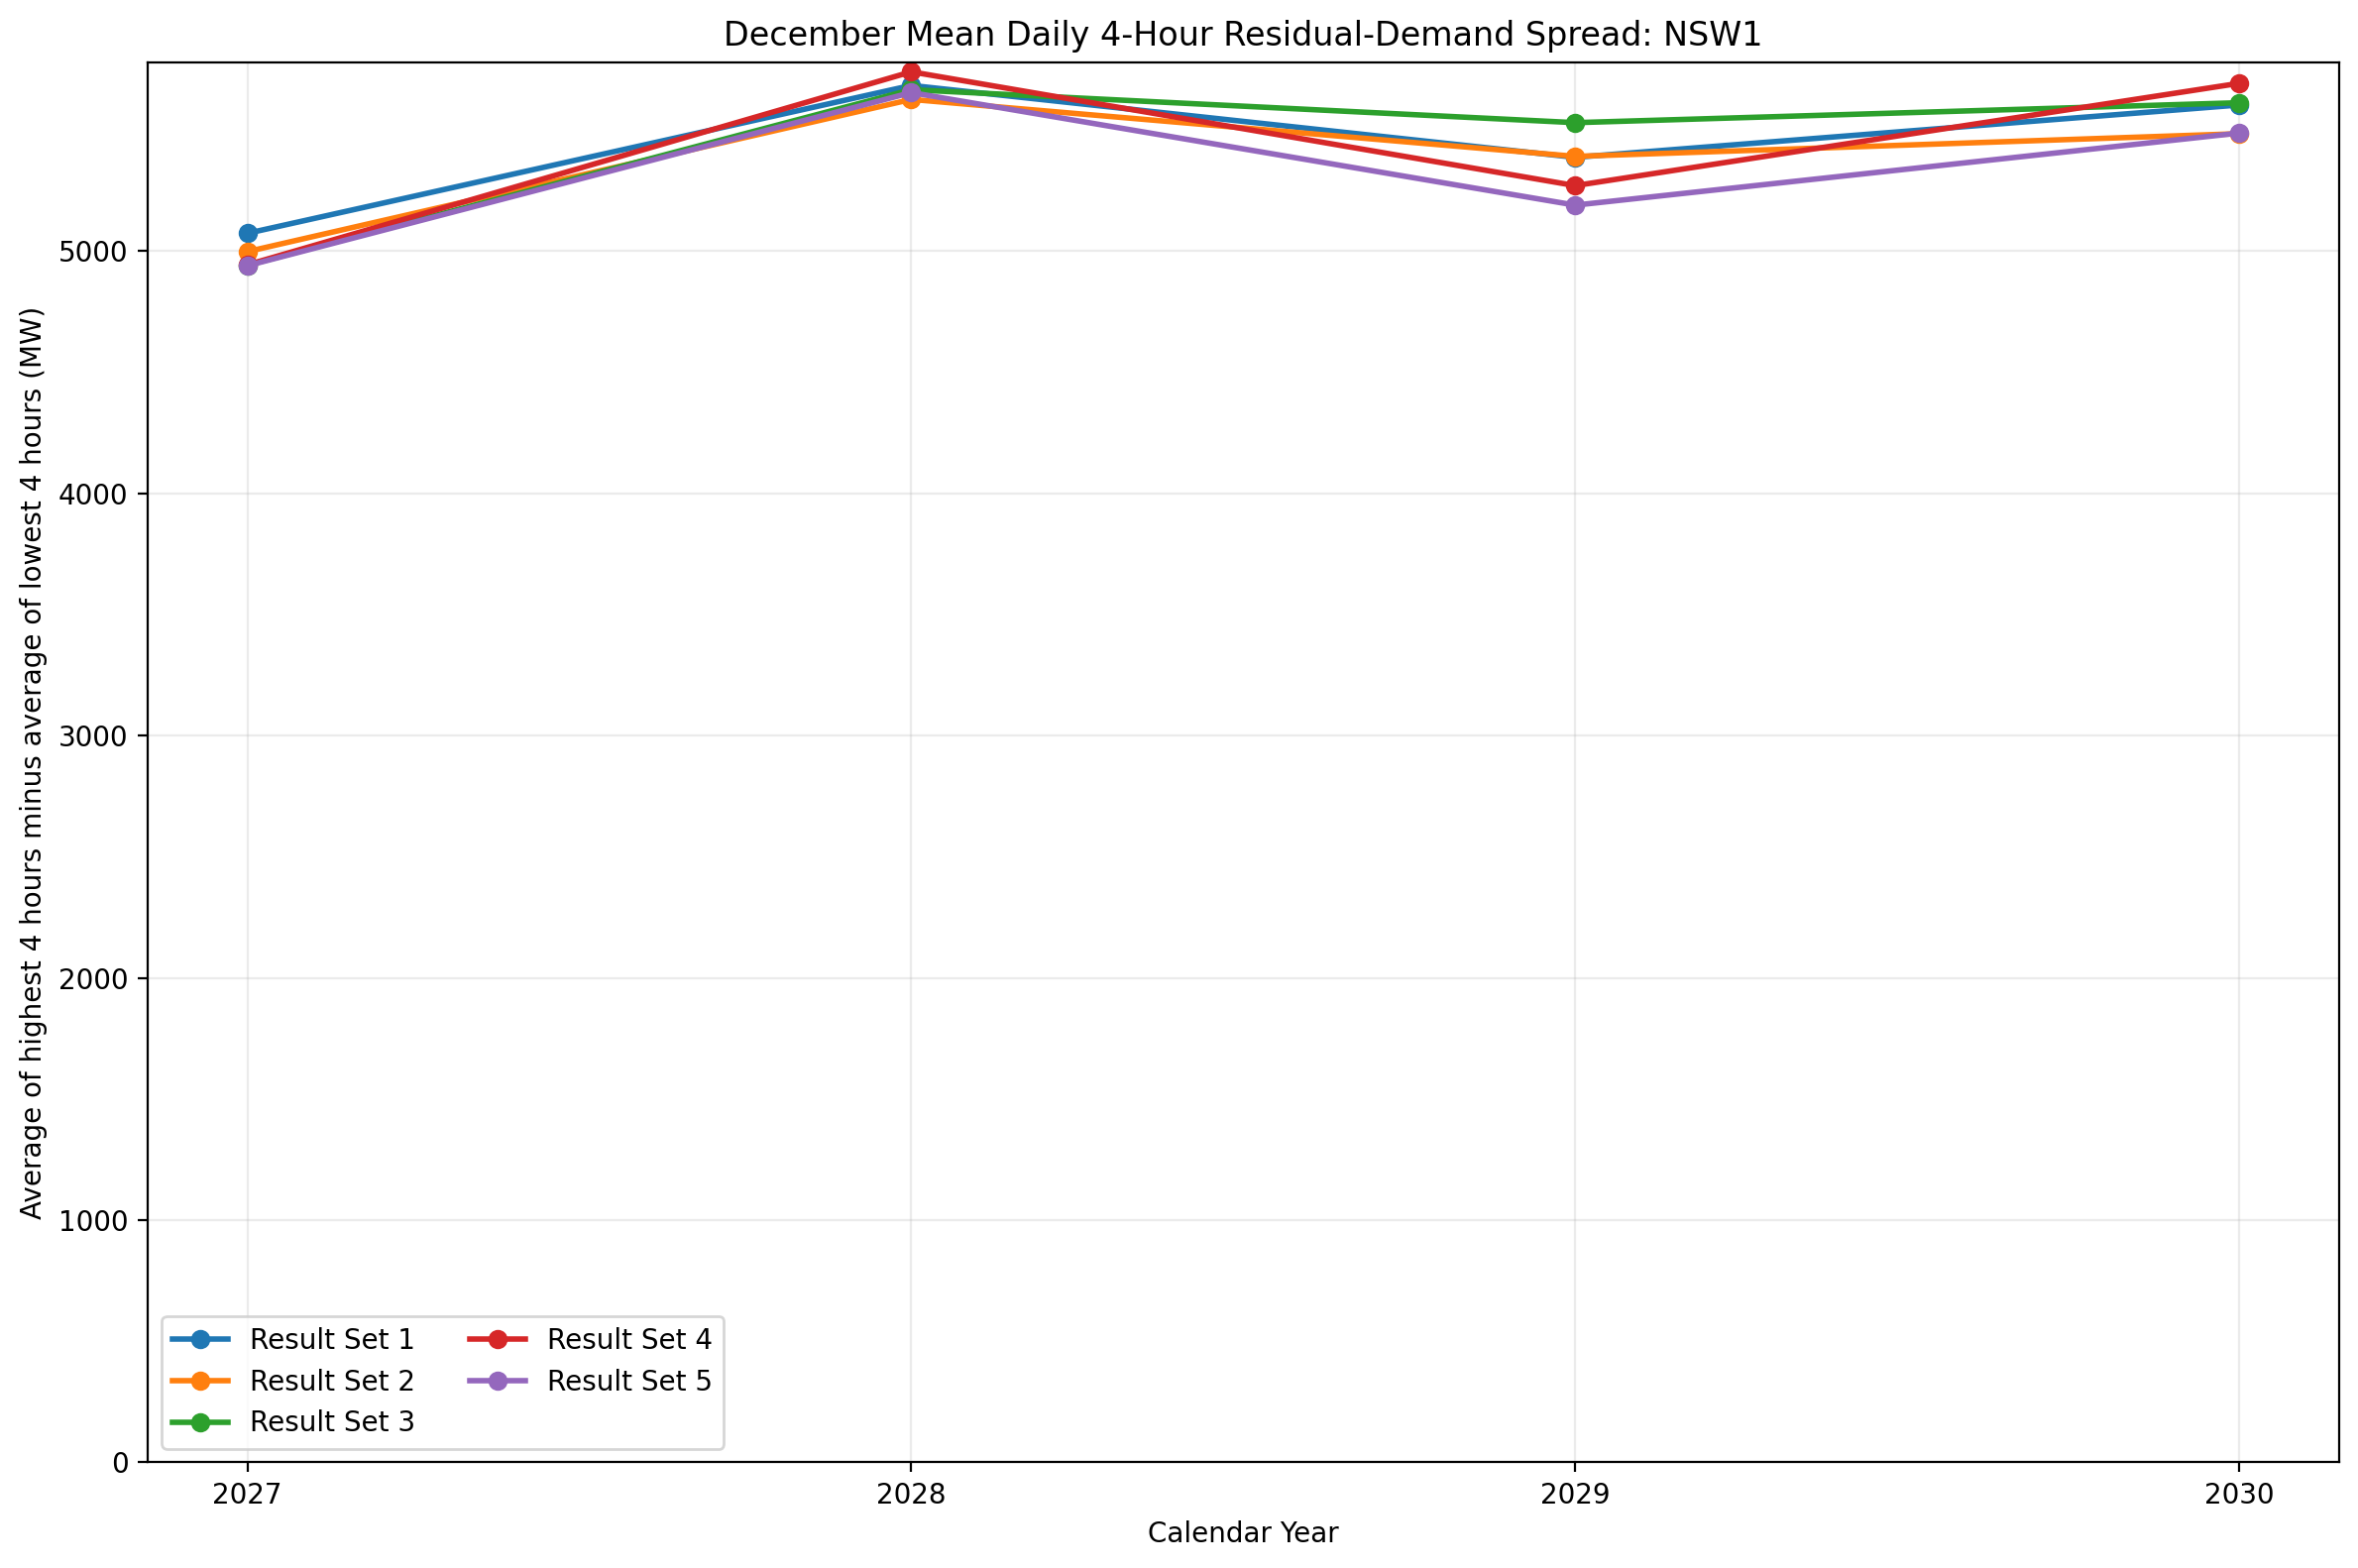 December Mean Daily 4-Hour Residual-Demand Spread: NSW1
Average of highest 4 hours minus average of lowest 4 hours (MW)
5000
4000
3000
2000
1000
0
Result Set 1
Result Set 2
Result Set 3
Result Set 4
Result Set 5
2027
2028
2029
2030
Calendar Year